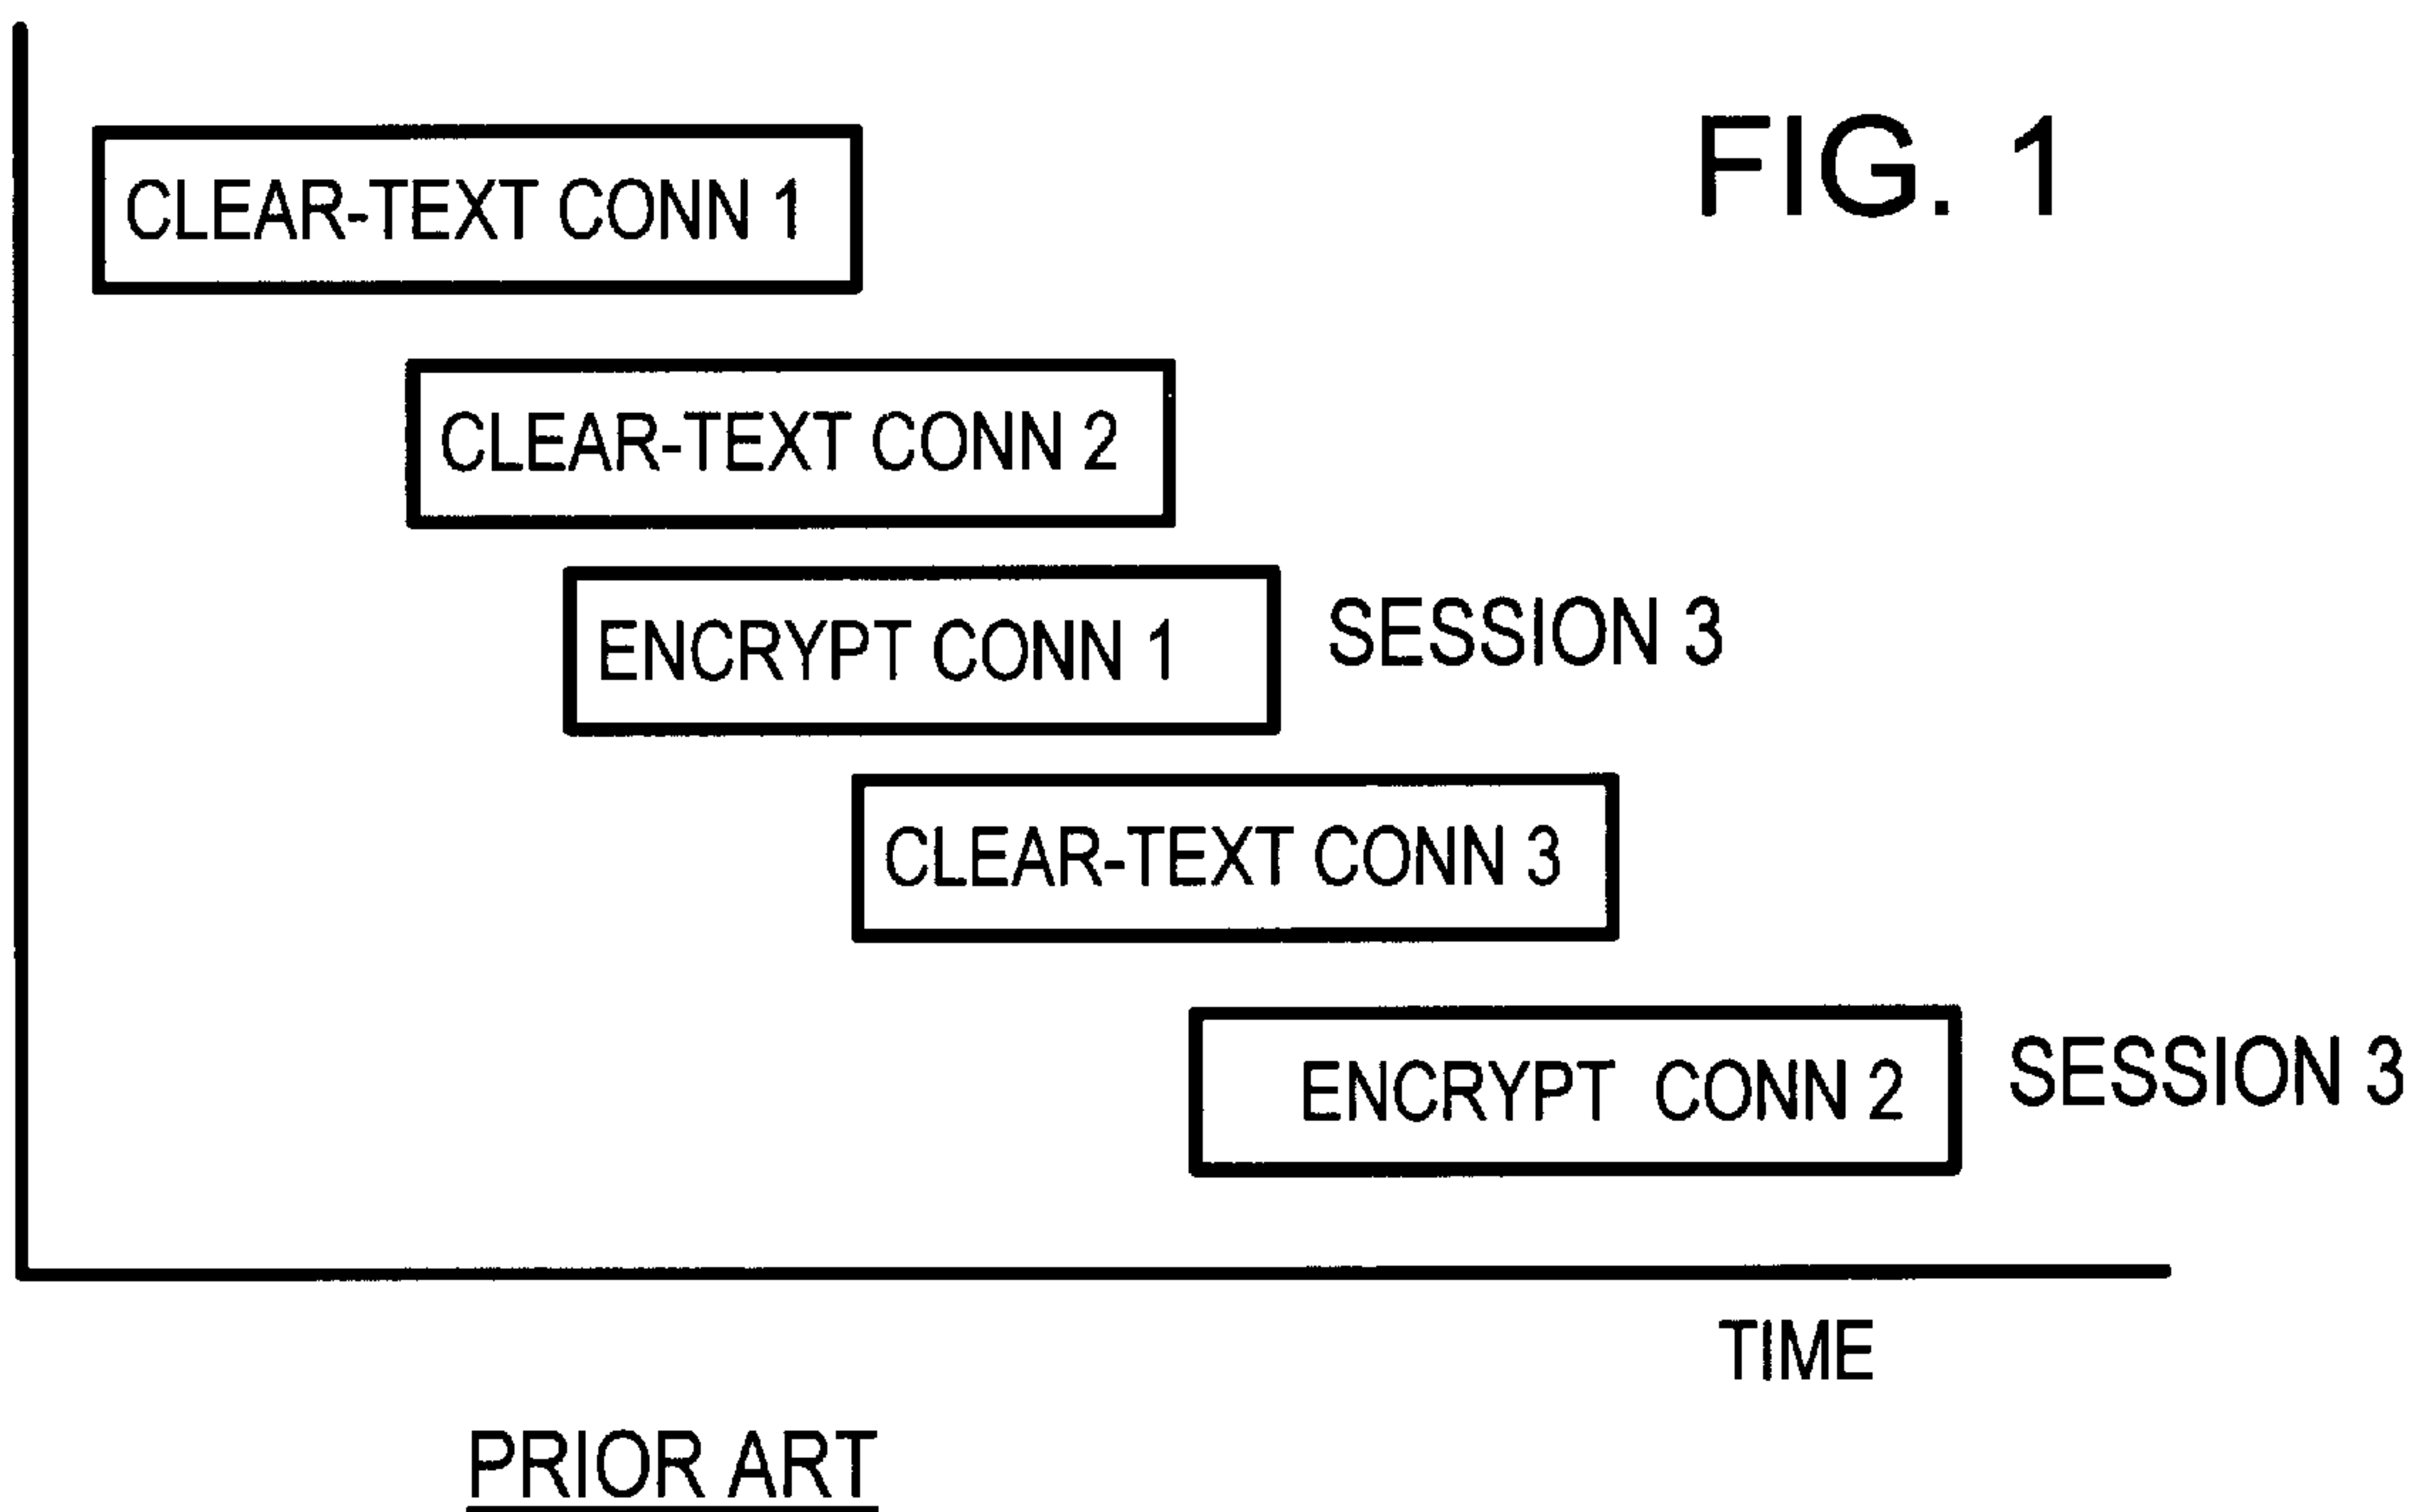 FIG. 1
CLEAR-TEXT CONN 1
CLEAR-TEXT CONN 2
ENCRYPT CONN 1 SESSION 3
CLEAR-TEXT CONN 3
ENCRYPT CONN 2 SESSION 3
TIME
PRIOR ART